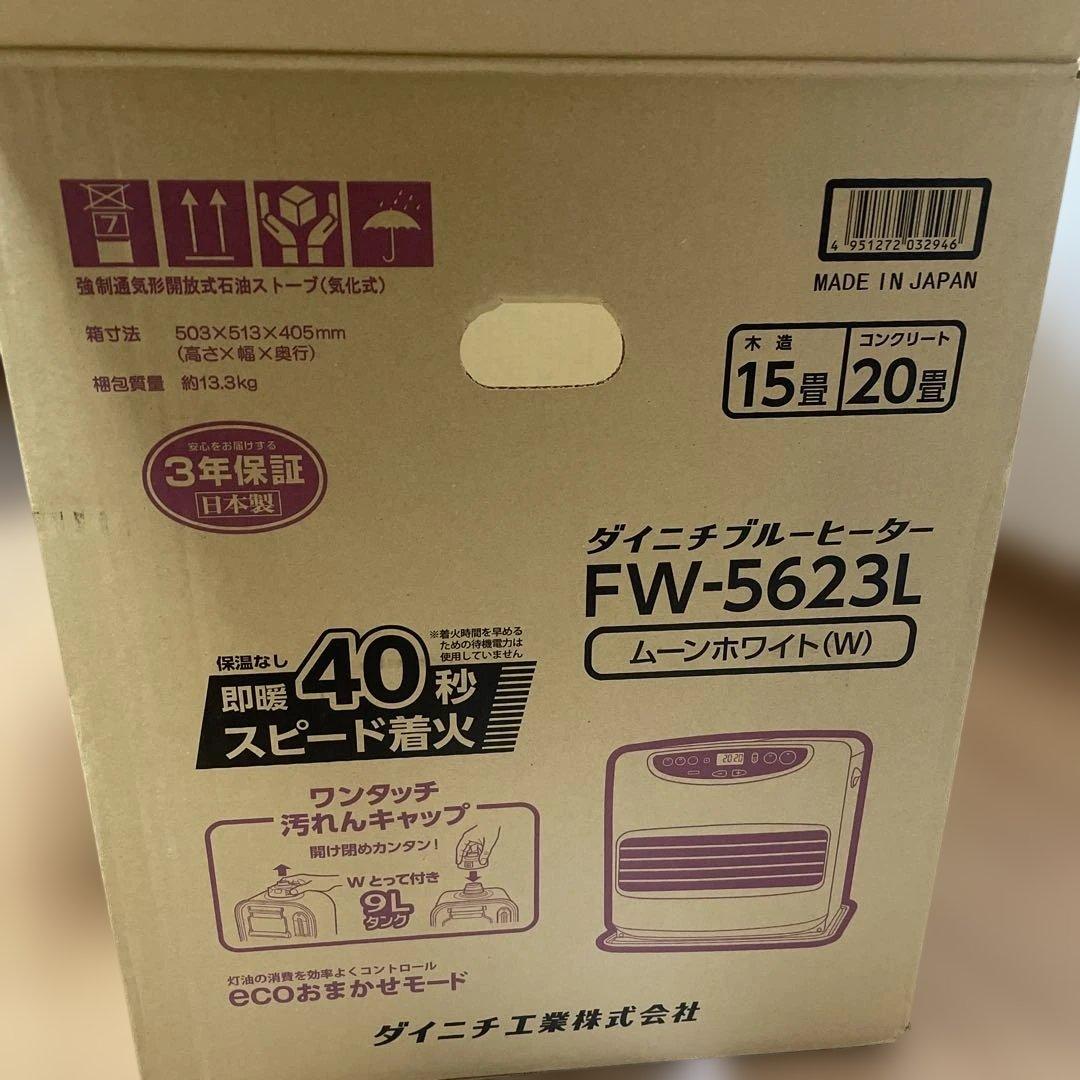 7
強制通気形開放式石油ストーブ(気化式)
箱寸法 503×513×405mm
(高さ×幅×奥行)
梱包質量 約13.3kg
安心をお届けする
3年保証
日本製
4 951272 032946
MADE IN JAPAN
木造 コンクリート
15畳 20畳
ダイニチブルーヒーター
FW-5623L
ムーンホワイト(W)
※着火時間を早める
ための待機電力は
使用していません
保温なし
即暖40秒
スピード着火
ワンタッチ
汚れんキャップ
開け閉めカンタン!
Wとって付き
9L
タンク
20:20
灯油の消費を効率よくコントロール
ecoおまかせモード
ダイニチ工業株式会社